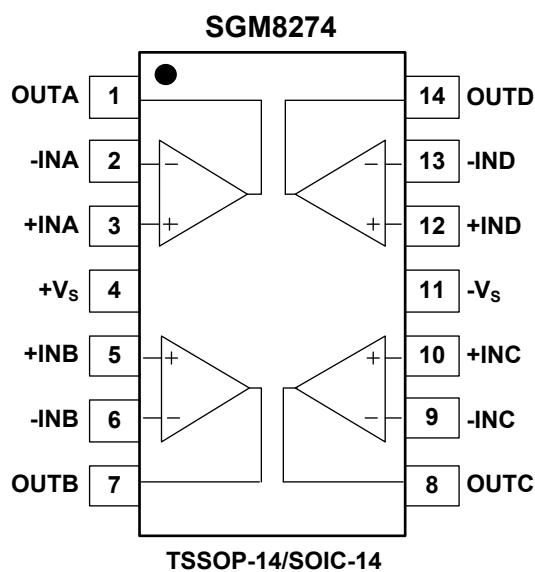 SGM8274
OUTA 1 14 OUTD
-INA 2 − − 13 -IND
+INA 3 + + 12 +IND
+VS 4 11 -VS
+INB 5 + + 10 +INC
-INB 6 − − 9 -INC
OUTB 7 8 OUTC
TSSOP-14/SOIC-14